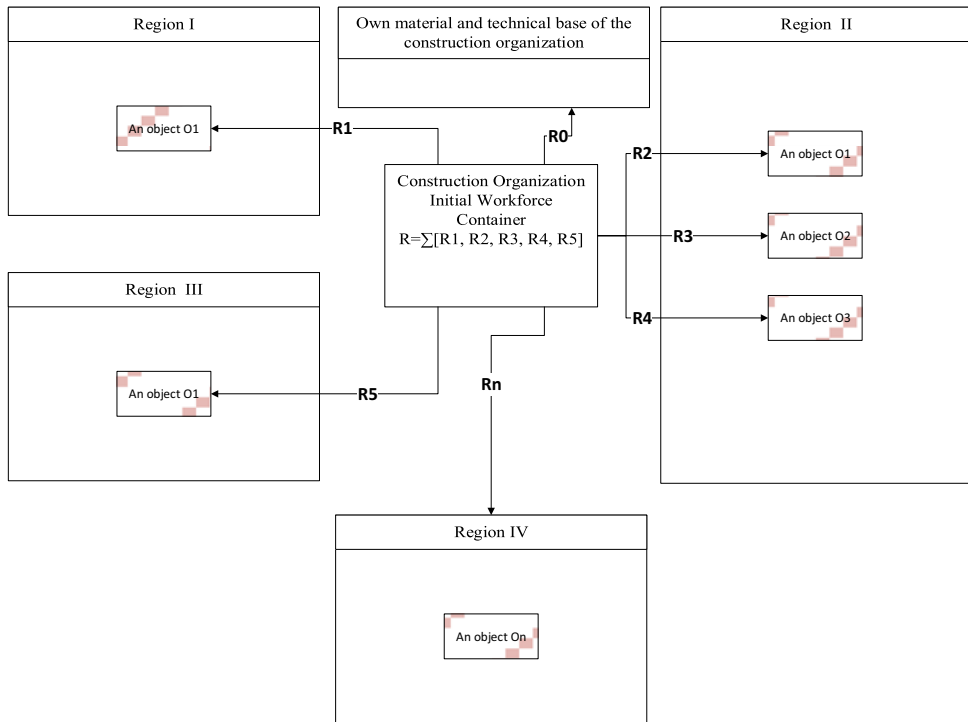 Region I
Own material and technical base of the
construction organization
Region II
An object O1
R1
R0
R2
An object O1
Construction Organization
Initial Workforce
Container
R=∑[R1, R2, R3, R4, R5]
R3
An object O2
R4
An object O3
Region III
An object O1
R5
Rn
Region IV
An object On